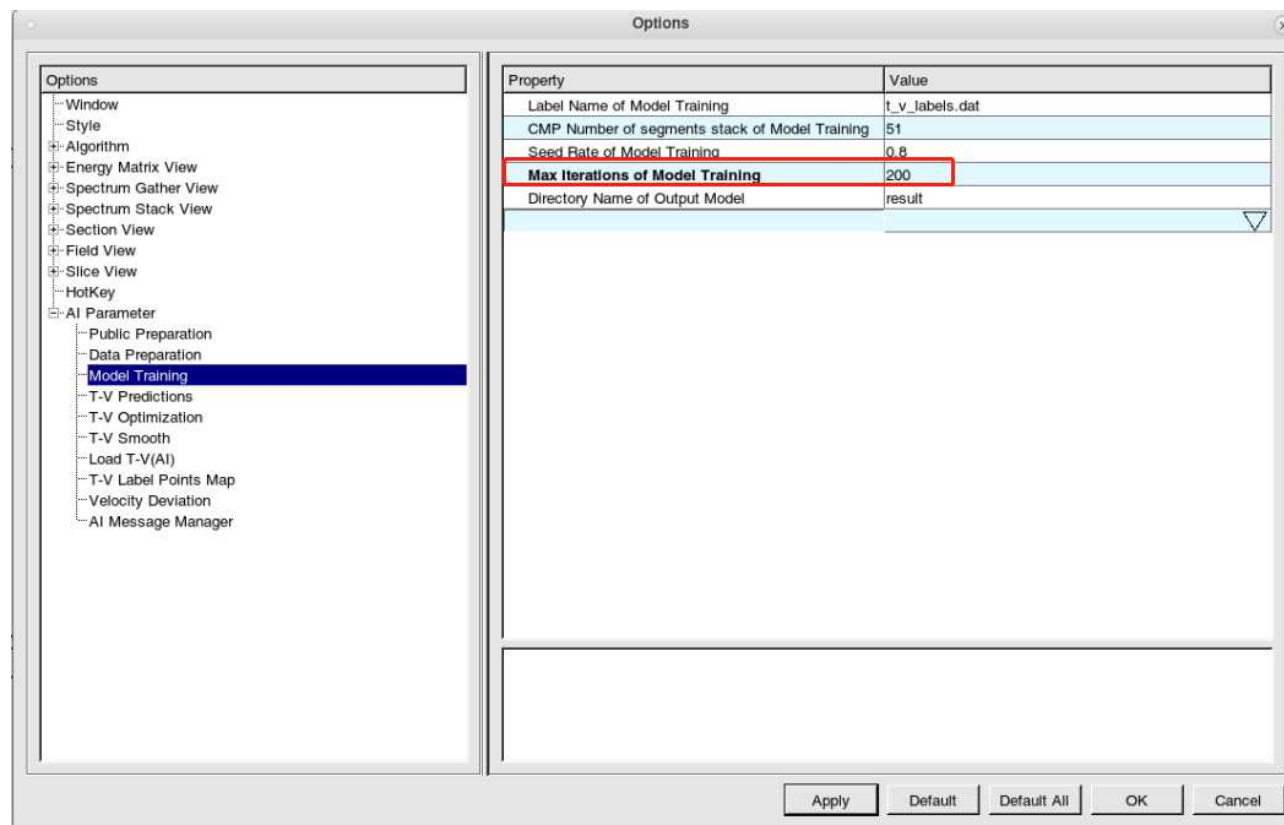 Options
Options
Window
Style
Algorithm
Energy Matrix View
Spectrum Gather View
Spectrum Stack View
Section View
Field View
Slice View
HotKey
AI Parameter
Public Preparation
Data Preparation
Model Training
T-V Predictions
T-V Optimization
T-V Smooth
Load T-V(AI)
T-V Label Points Map
Velocity Deviation
AI Message Manager
Property Value
Label Name of Model Training t_v_labels.dat
CMP Number of segments stack of Model Training 51
Seed Rate of Model Training 0.8
Max Iterations of Model Training 200
Directory Name of Output Model result
Apply Default Default All OK Cancel